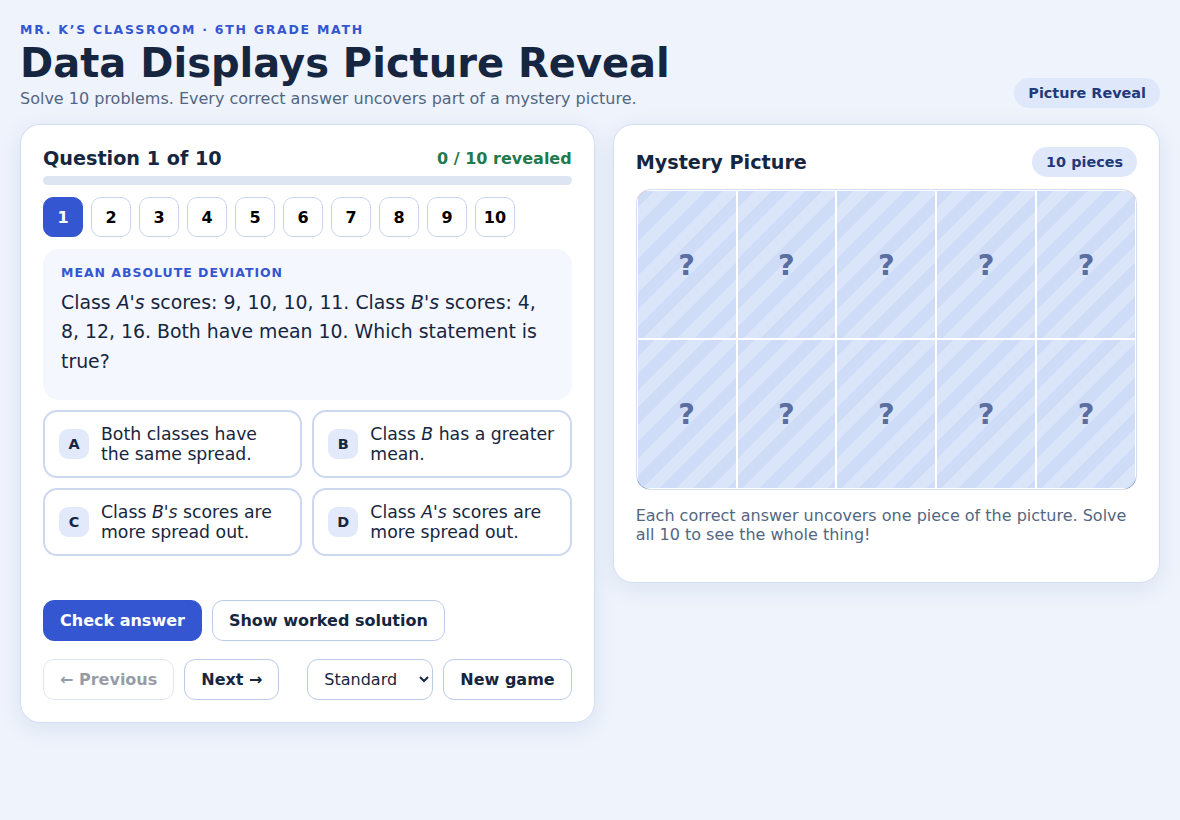 MR. K’S CLASSROOM · 6TH GRADE MATH
Data Displays Picture Reveal
Solve 10 problems. Every correct answer uncovers part of a mystery picture.
Picture Reveal
Question 1 of 10
0 / 10 revealed
1 2 3 4 5 6 7 8 9 10
MEAN ABSOLUTE DEVIATION
Class A's scores: 9, 10, 10, 11. Class B's scores: 4,
8, 12, 16. Both have mean 10. Which statement is
true?
A Both classes have
the same spread.
B Class B has a greater
mean.
C Class B's scores are
more spread out.
D Class A's scores are
more spread out.
Check answer
Show worked solution
← Previous
Next →
Standard
New game
Mystery Picture
10 pieces
? ? ? ? ?
? ? ? ? ?
Each correct answer uncovers one piece of the picture. Solve
all 10 to see the whole thing!